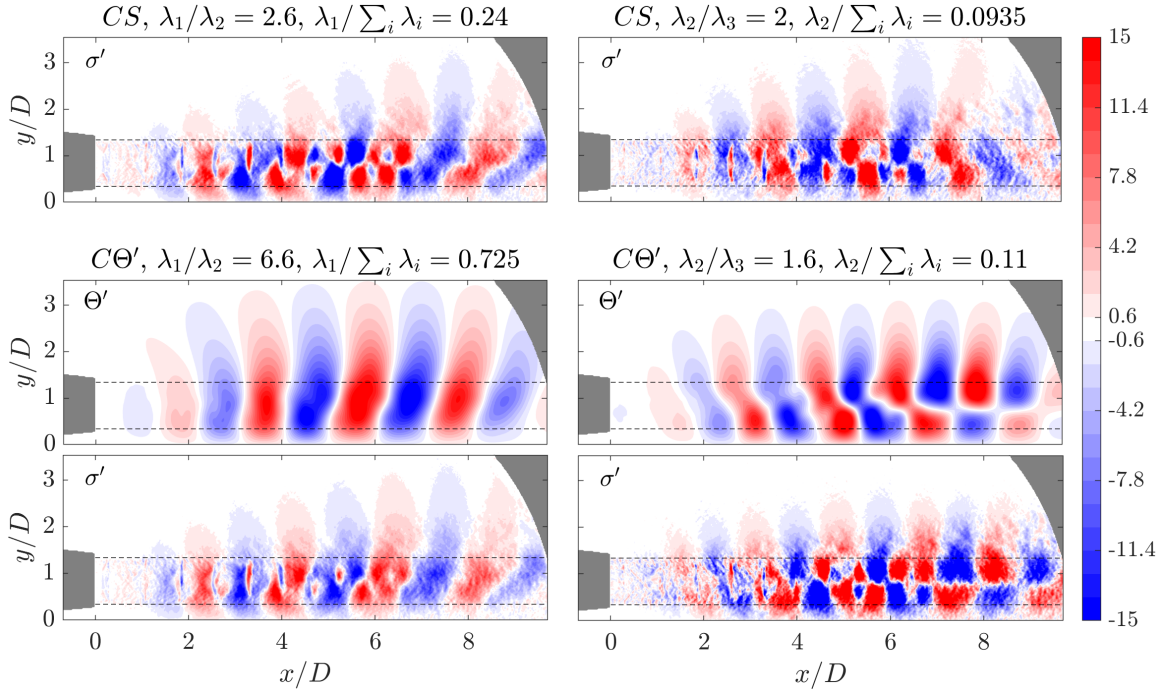 CS, λ₁/λ₂ = 2.6, λ₁/∑ᵢ λᵢ = 0.24
CS, λ₂/λ₃ = 2, λ₂/∑ᵢ λᵢ = 0.0935
σ′
σ′
y/D
3
2
1
0
15
11.4
7.8
4.2
0.6
-0.6
-4.2
-7.8
-11.4
-15
CΘ′, λ₁/λ₂ = 6.6, λ₁/∑ᵢ λᵢ = 0.725
CΘ′, λ₂/λ₃ = 1.6, λ₂/∑ᵢ λᵢ = 0.11
Θ′
Θ′
y/D
3
2
1
0
σ′
σ′
y/D
3
2
1
0
0 2 4 6 8
0 2 4 6 8
x/D
x/D